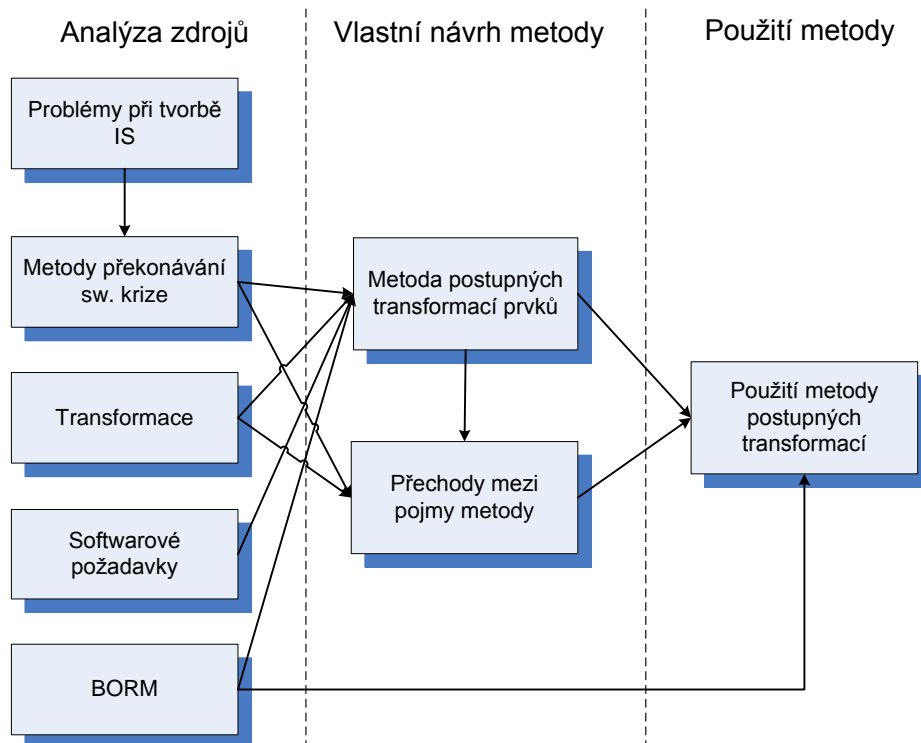 Analýza zdrojů
Vlastní návrh metody
Použití metody
Problémy při tvorbě
IS
Metody překonávání
sw. krize
Transformace
Softwarové
požadavky
BORM
Metoda postupných
transformací prvků
Přechody mezi
pojmy metody
Použití metody
postupných
transformací